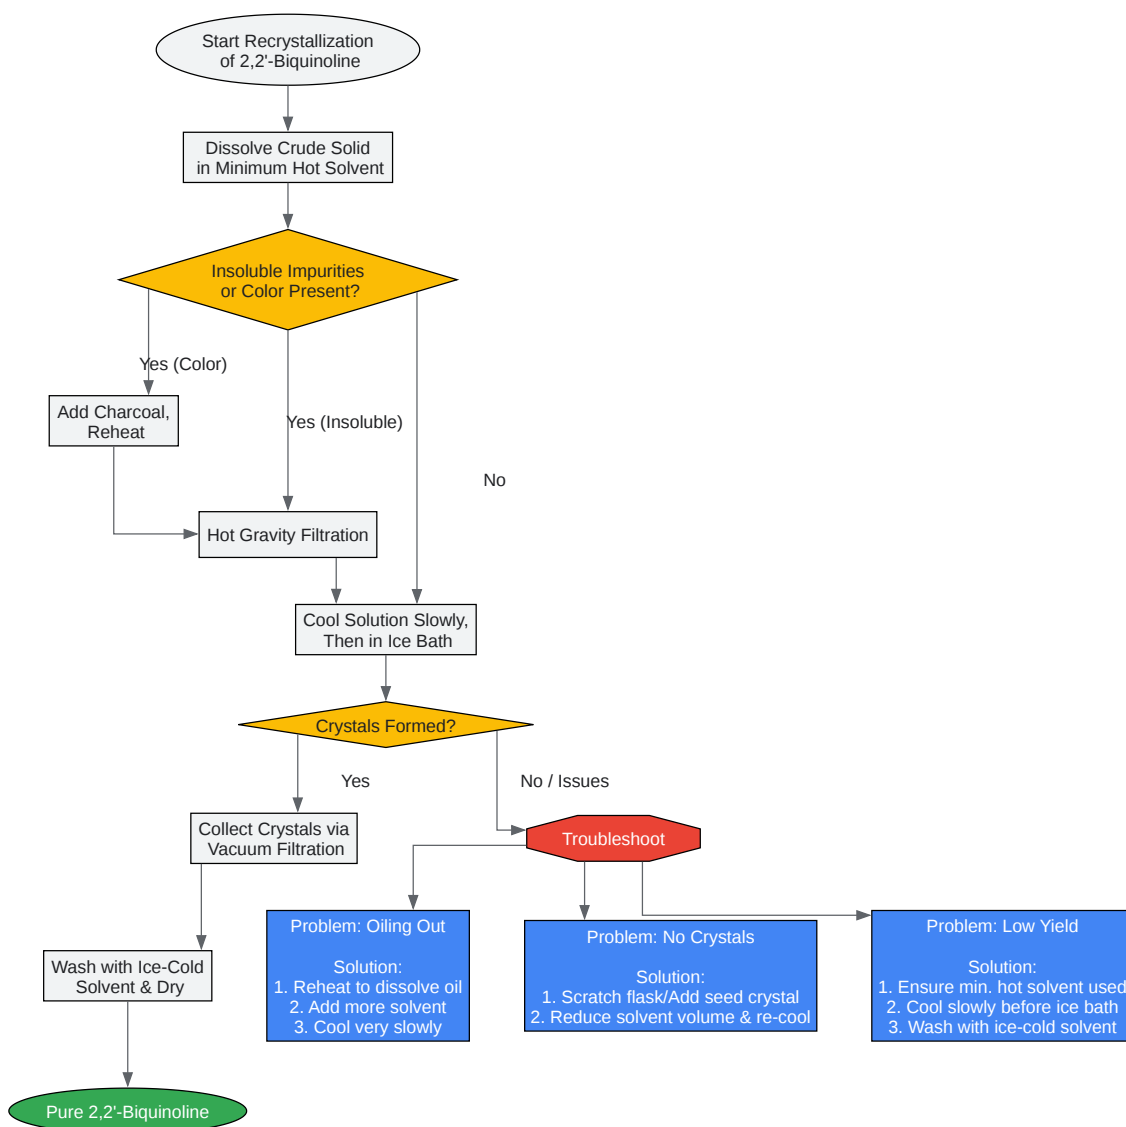 Start Recrystallization
of 2,2'-Biquinoline
Dissolve Crude Solid
in Minimum Hot Solvent
Insoluble Impurities
or Color Present?
Yes (Color)
Add Charcoal,
Reheat
Yes (Insoluble)
No
Hot Gravity Filtration
Cool Solution Slowly,
Then in Ice Bath
Crystals Formed?
Yes
No / Issues
Collect Crystals via
Vacuum Filtration
Troubleshoot
Wash with Ice-Cold
Solvent & Dry
Problem: Oiling Out
Solution:
1. Reheat to dissolve oil
2. Add more solvent
3. Cool very slowly
Problem: No Crystals
Solution:
1. Scratch flask/Add seed crystal
2. Reduce solvent volume & re-cool
Problem: Low Yield
Solution:
1. Ensure min. hot solvent used
2. Cool slowly before ice bath
3. Wash with ice-cold solvent
Pure 2,2'-Biquinoline